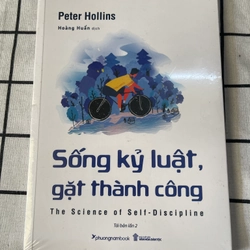 Peter Hollins
Hoàng Huấn dịch
Sống kỷ luật,
gặt thành công
The Science of Self-Discipline
Tái bản lần 2
phuongnambook